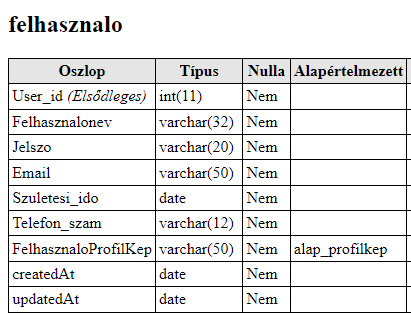 felhasznalo
Oszlop Típus Nulla Alapértelmezett
User_id (Elsődleges) int(11) Nem
Felhasznalonev varchar(32) Nem
Jelszo varchar(20) Nem
Email varchar(50) Nem
Szuletesi_ido date Nem
Telefon_szam varchar(12) Nem
FelhasznaloProfilKep varchar(50) Nem alap_profilkep
createdAt date Nem
updatedAt date Nem